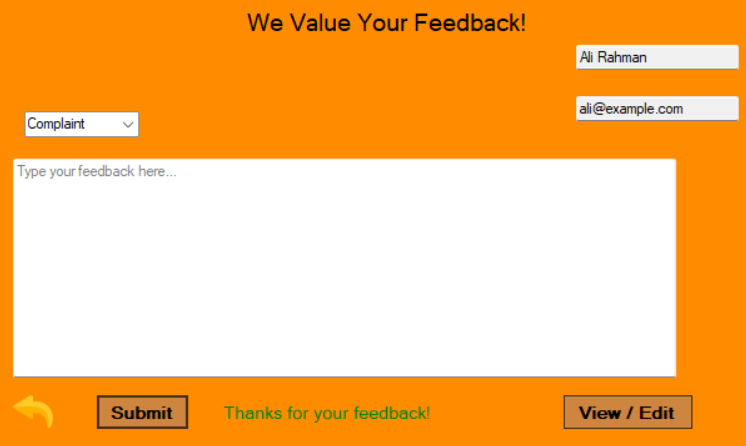 We Value Your Feedback!
Ali Rahman
ali@example.com
Complaint
Type your feedback here...
Submit
Thanks for your feedback!
View / Edit